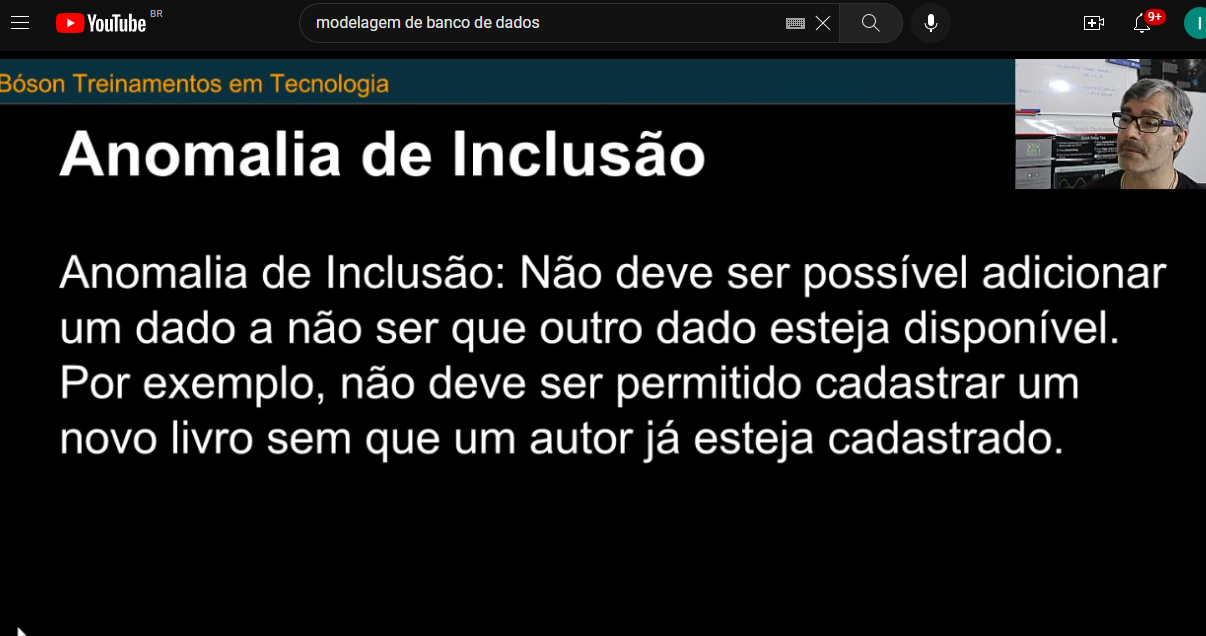 YouTube BR
modelagem de banco de dados
9+
I
Bóson Treinamentos em Tecnologia
Anomalia de Inclusão
Anomalia de Inclusão: Não deve ser possível adicionar
um dado a não ser que outro dado esteja disponível.
Por exemplo, não deve ser permitido cadastrar um
novo livro sem que um autor já esteja cadastrado.